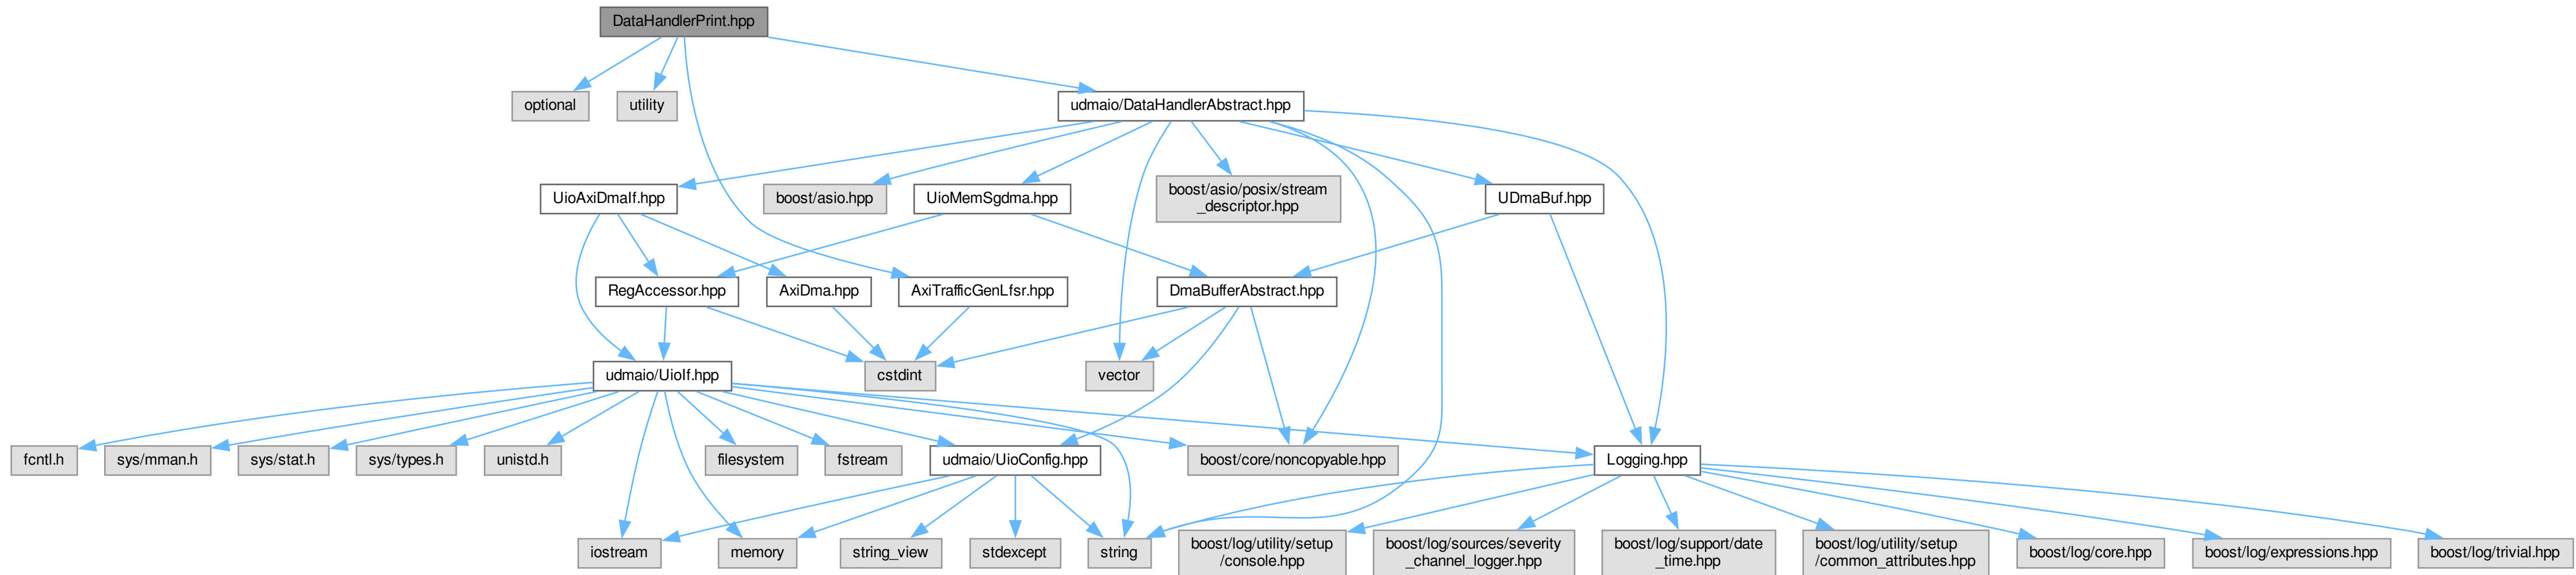 DataHandlerPrint.hpp
optional
utility
udmaio/DataHandlerAbstract.hpp
UioAxiDmaIf.hpp
boost/asio.hpp
UioMemSgdma.hpp
boost/asio/posix/stream
_descriptor.hpp
UDmaBuf.hpp
RegAccessor.hpp
AxiDma.hpp
AxiTrafficGenLfsr.hpp
DmaBufferAbstract.hpp
udmaio/UioIf.hpp
cstdint
vector
fcntl.h
sys/mman.h
sys/stat.h
sys/types.h
unistd.h
filesystem
fstream
udmaio/UioConfig.hpp
boost/core/noncopyable.hpp
Logging.hpp
iostream
memory
string_view
stdexcept
string
boost/log/utility/setup
/console.hpp
boost/log/sources/severity
_channel_logger.hpp
boost/log/support/date
_time.hpp
boost/log/utility/setup
/common_attributes.hpp
boost/log/core.hpp
boost/log/expressions.hpp
boost/log/trivial.hpp